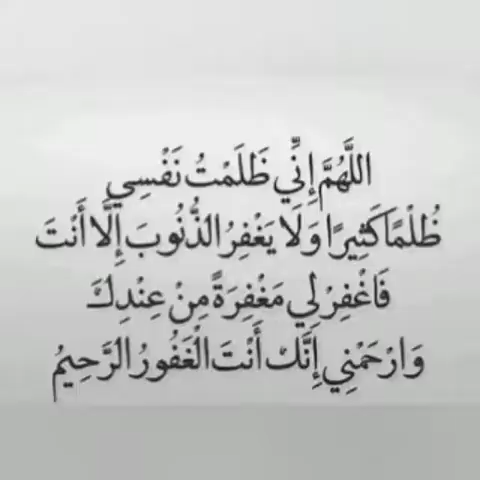 اللَّهُمَّ إِنِّي ظَلَمْتُ نَفْسِي
ظُلْمًا كَثِيرًا وَلَا يَغْفِرُ الذُّنُوبَ إِلَّا أَنْتَ
فَاغْفِرْ لِي مَغْفِرَةً مِنْ عِنْدِكَ
وَارْحَمْنِي إِنَّكَ أَنْتَ الْغَفُورُ الرَّحِيمُ